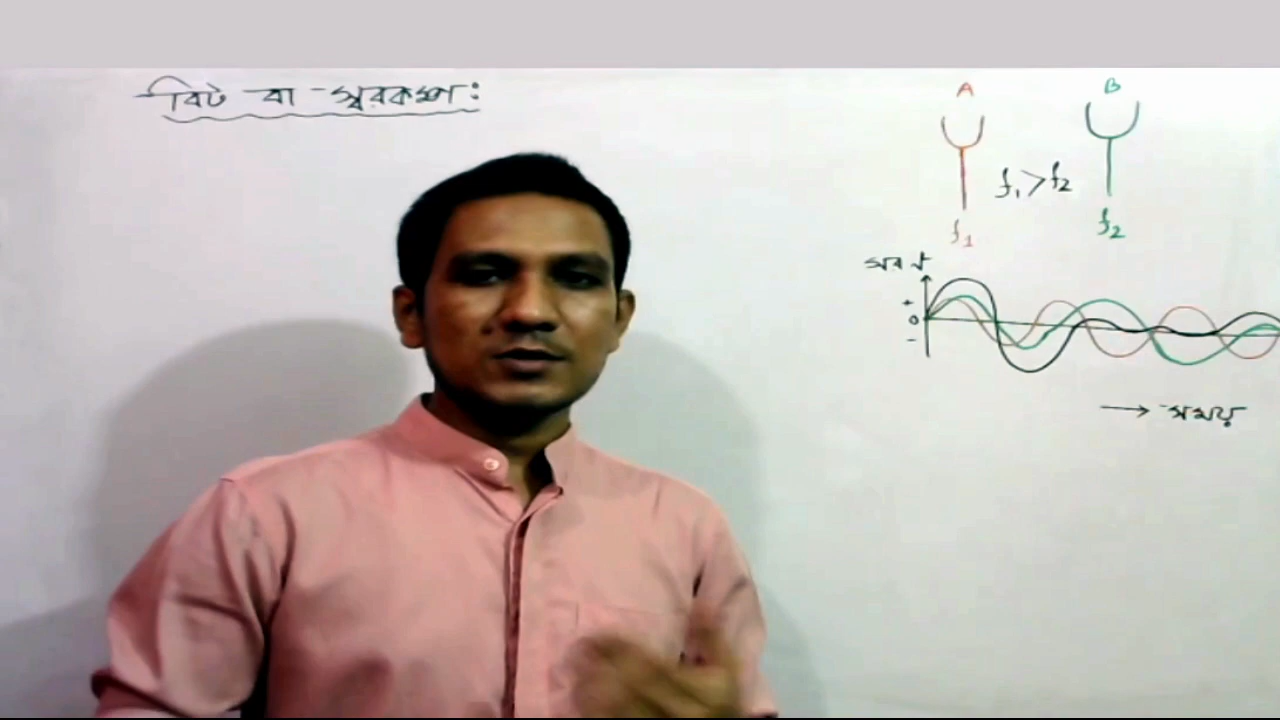 বিট বা স্বরকম্প :
A B
f₁ > f₂
f₁ f₂
সরণ
+
0
-
→ সময়